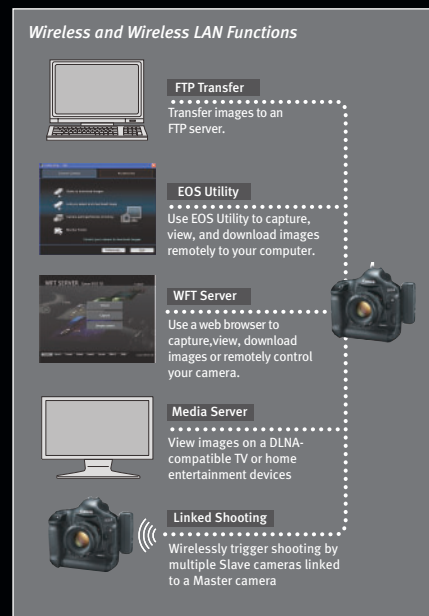 Wireless and Wireless LAN Functions
FTP Transfer
Transfer images to an
FTP server.
EOS Utility
Use EOS Utility to capture,
view, and download images
remotely to your computer.
WFT SERVER
WFT Server
Use a web browser to
capture,view, download
images or remotely control
your camera.
Canon
Media Server
View images on a DLNA-
compatible TV or home
entertainment devices
Linked Shooting
Wirelessly trigger shooting by
multiple Slave cameras linked
to a Master camera